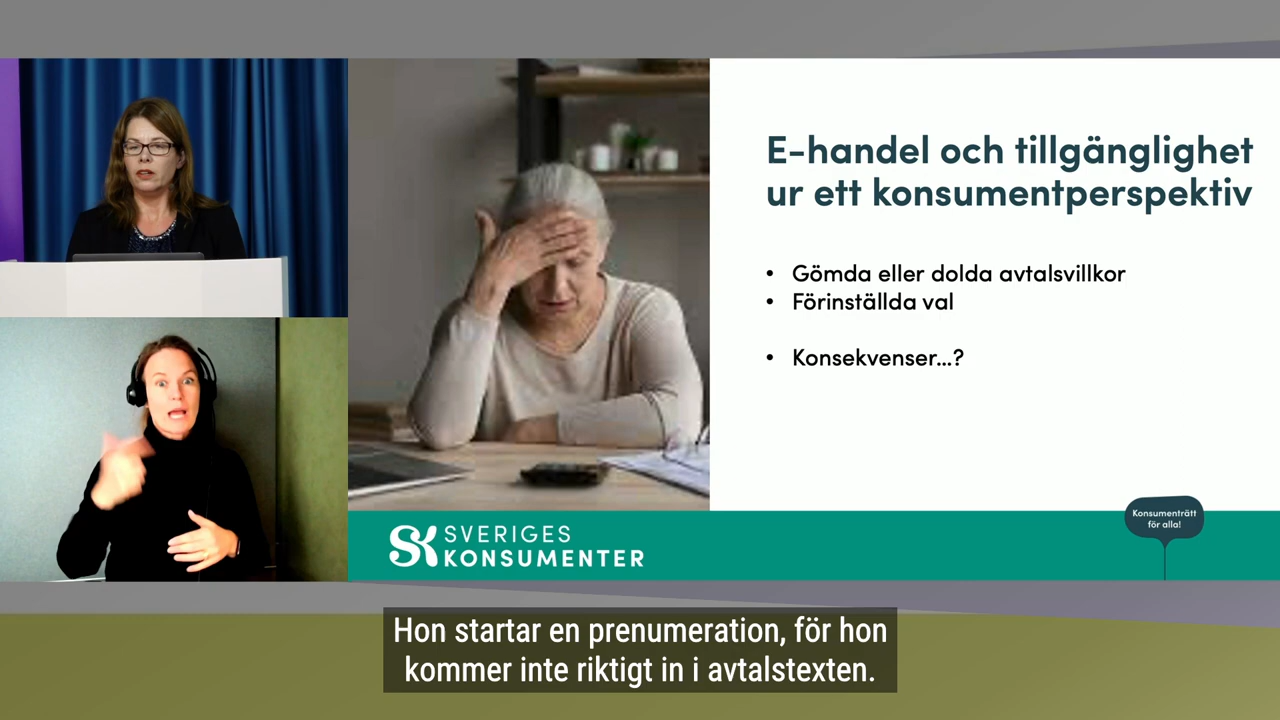 E-handel och tillgänglighet
ur ett konsumentperspektiv
• Gömda eller dolda avtalsvillkor
• Förinställda val
• Konsekvenser...?
SK SVERIGES
KONSUMENTER
Konsumenträtt
för alla!
Hon startar en prenumeration, för hon
kommer inte riktigt in i avtalstexten.